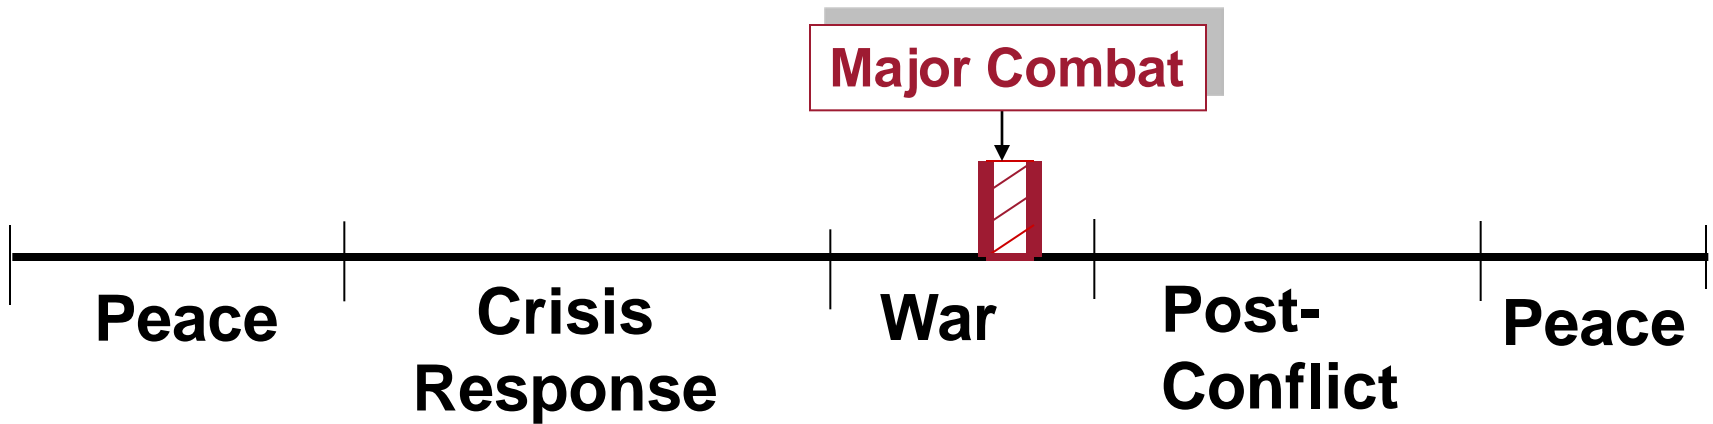 Major Combat
Peace
Crisis
Response
War
Post-
Conflict
Peace